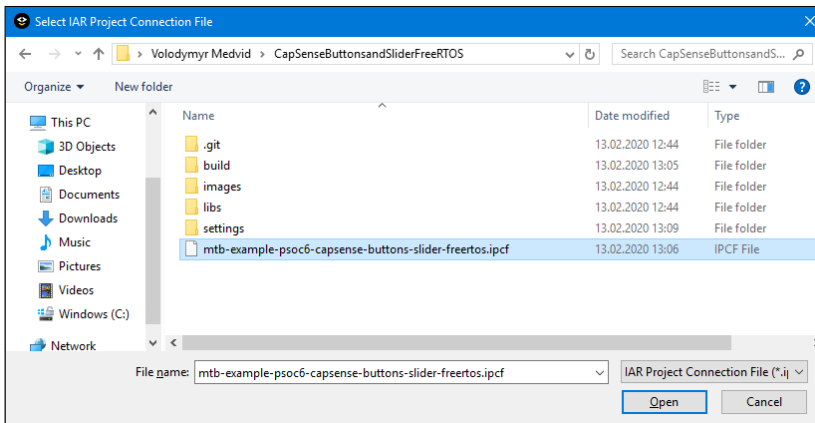 Select IAR Project Connection File
Volodymyr Medvid > CapSenseButtonsandSliderFreeRTOS
Search CapSenseButtonsandS...
Organize
New folder
This PC
3D Objects
Desktop
Documents
Downloads
Music
Pictures
Videos
Windows (C:)
Network
Name Date modified Type
.git 13.02.2020 12:44 File folder
build 13.02.2020 13:05 File folder
images 13.02.2020 12:44 File folder
libs 13.02.2020 12:44 File folder
settings 13.02.2020 13:09 File folder
mtb-example-psoc6-capsense-buttons-slider-freertos.ipcf 13.02.2020 13:06 IPCF File
File name: mtb-example-psoc6-capsense-buttons-slider-freertos.ipcf
IAR Project Connection File (*.ip
Open Cancel